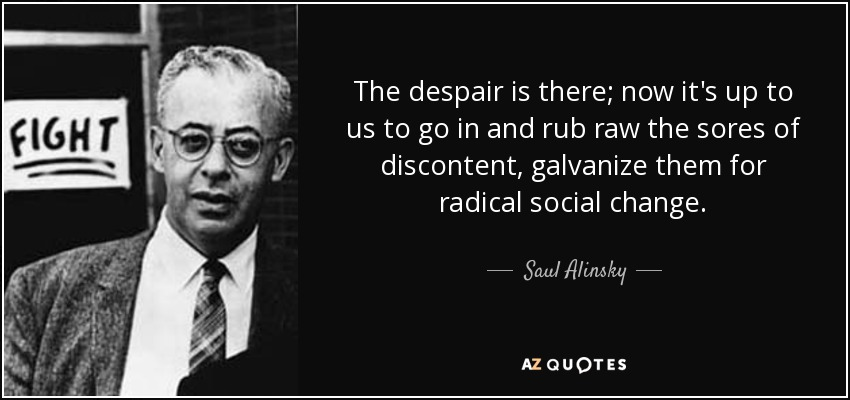 FIGHT
The despair is there; now it's up to
us to go in and rub raw the sores of
discontent, galvanize them for
radical social change.
Saul Alinsky
AZ QUOTES